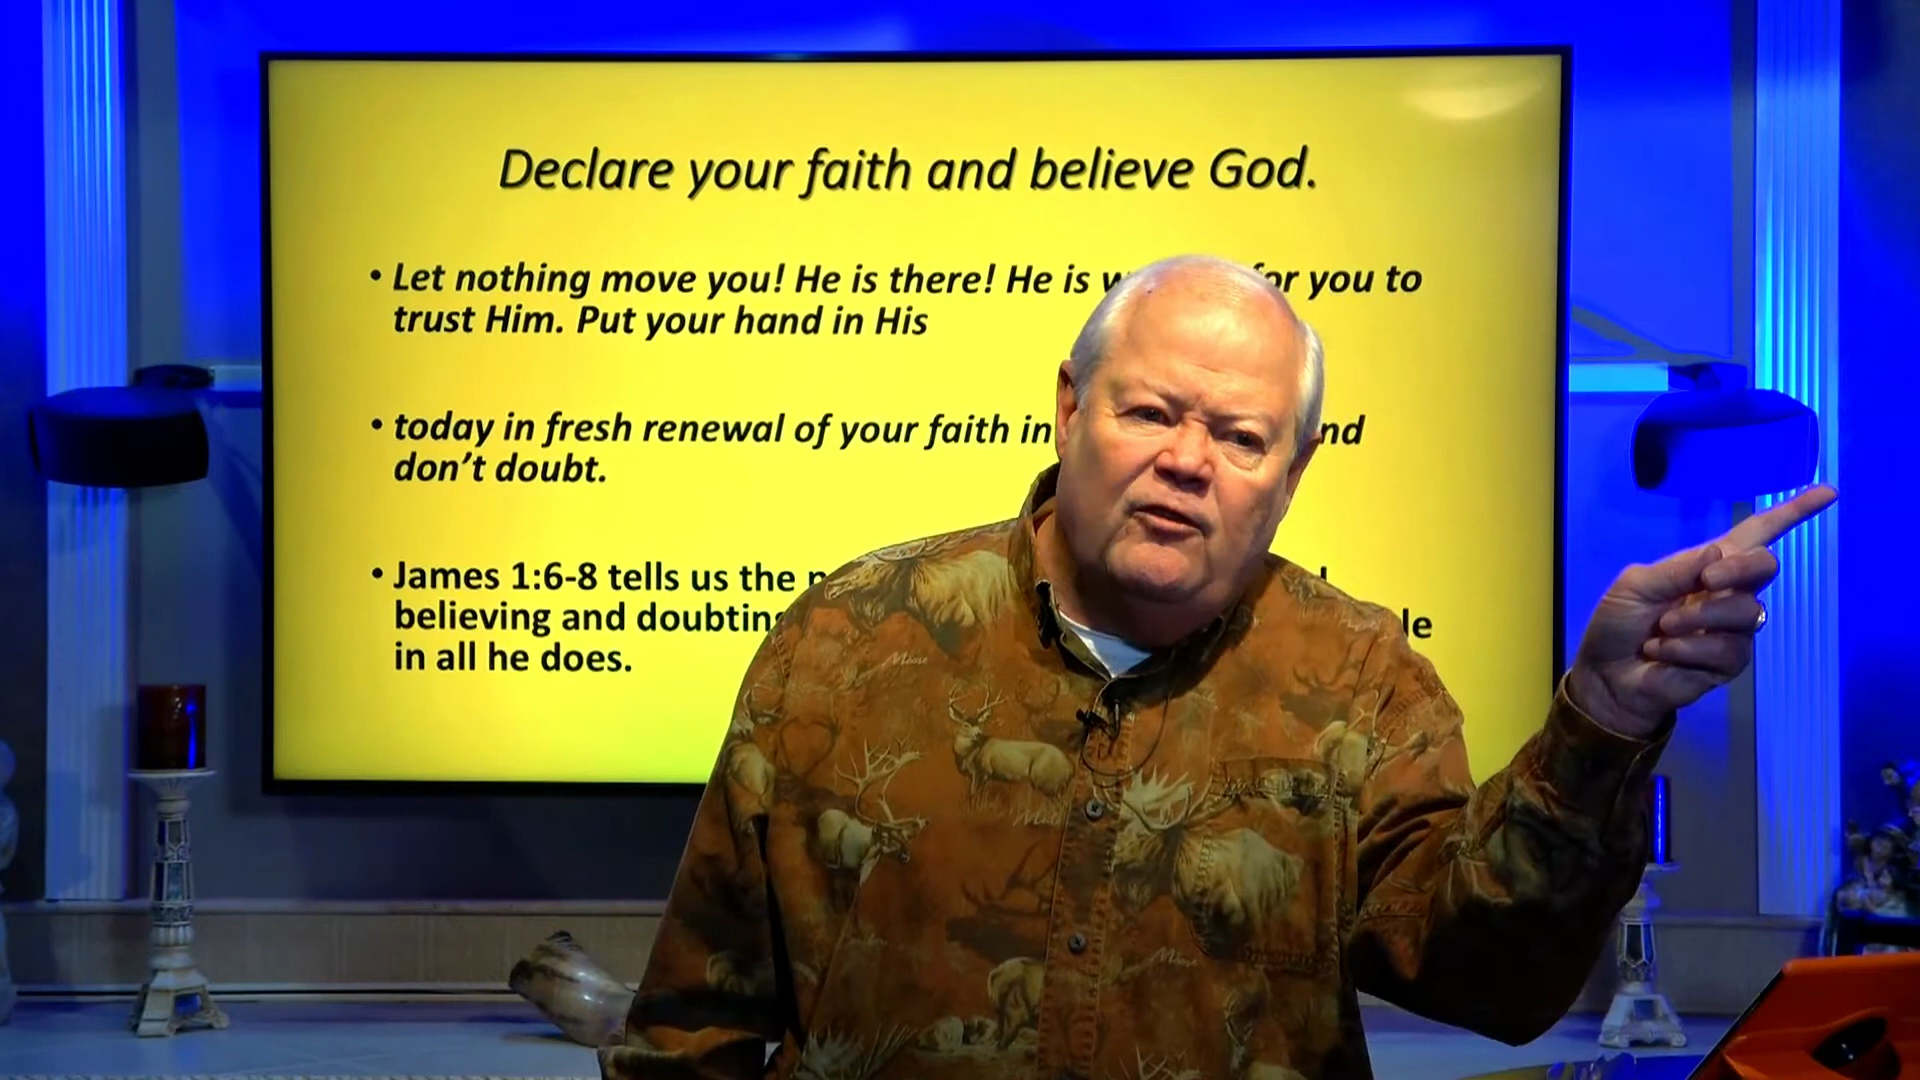 Declare your faith and believe God.
• Let nothing move you! He is there! He is for you to
trust Him. Put your hand in His
• today in fresh renewal of your faith in
don’t doubt.
• James 1:6-8 tells us the
believing and doubting
in all he does.
Moose
Moose